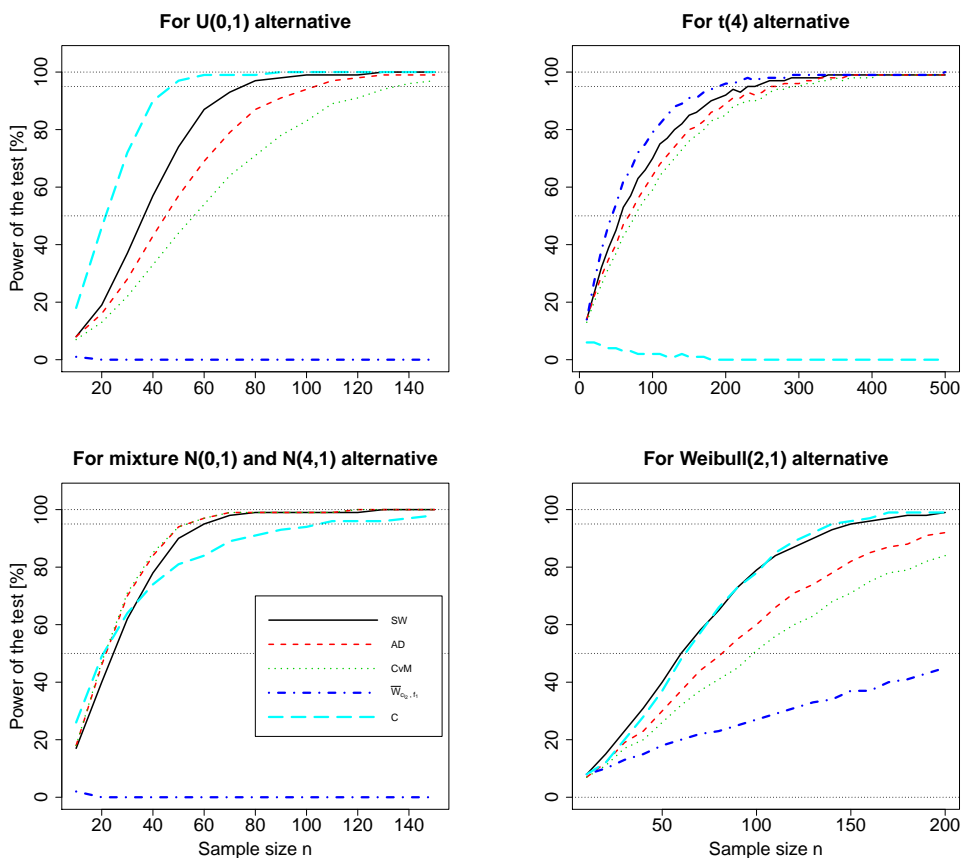 For U(0,1) alternative
For t(4) alternative
Power of the test [%]
0 20 40 60 80 100
20 40 60 80 100 120 140
0 20 40 60 80 100
0 100 200 300 400 500
For mixture N(0,1) and N(4,1) alternative
For Weibull(2,1) alternative
Power of the test [%]
0 20 40 60 80 100
SW
AD
CvM
C
20 40 60 80 100 120 140
Sample size n
0 20 40 60 80 100
50 100 150 200
Sample size n